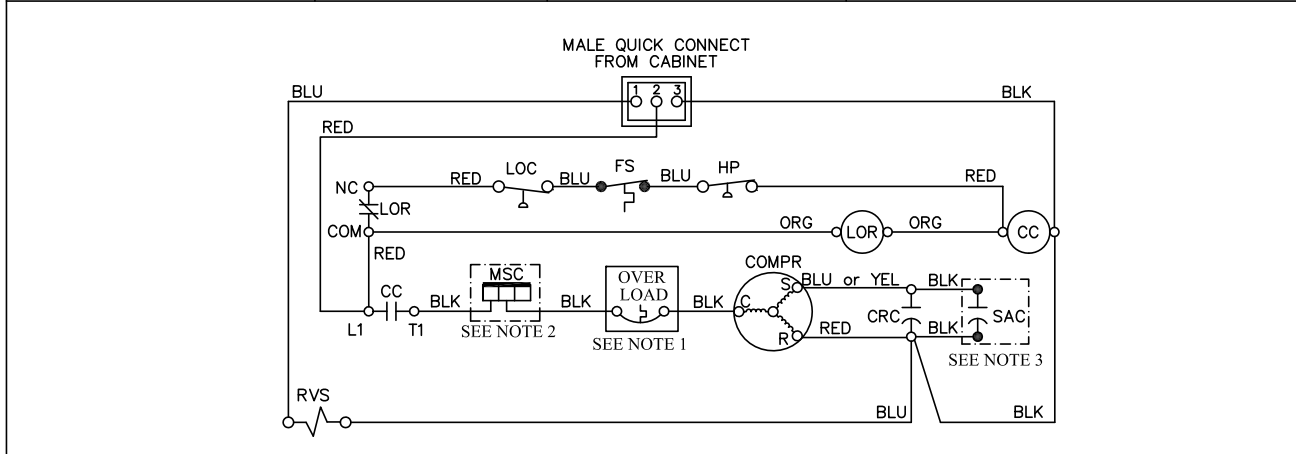 MALE QUICK CONNECT
FROM CABINET
1 2 3
BLU
BLK
RED
LOC
FS
HP
NC
RED
BLU
BLU
RED
LOR
COM
ORG
LOR
ORG
CC
RED
COMPR
MSC
OVER
LOAD
S
BLU or YEL
BLK
CC
BLK
BLK
BLK
C
CRC
SAC
R
RED
BLK
L1
T1
SEE NOTE 2
SEE NOTE 1
SEE NOTE 3
RVS
BLU
BLK